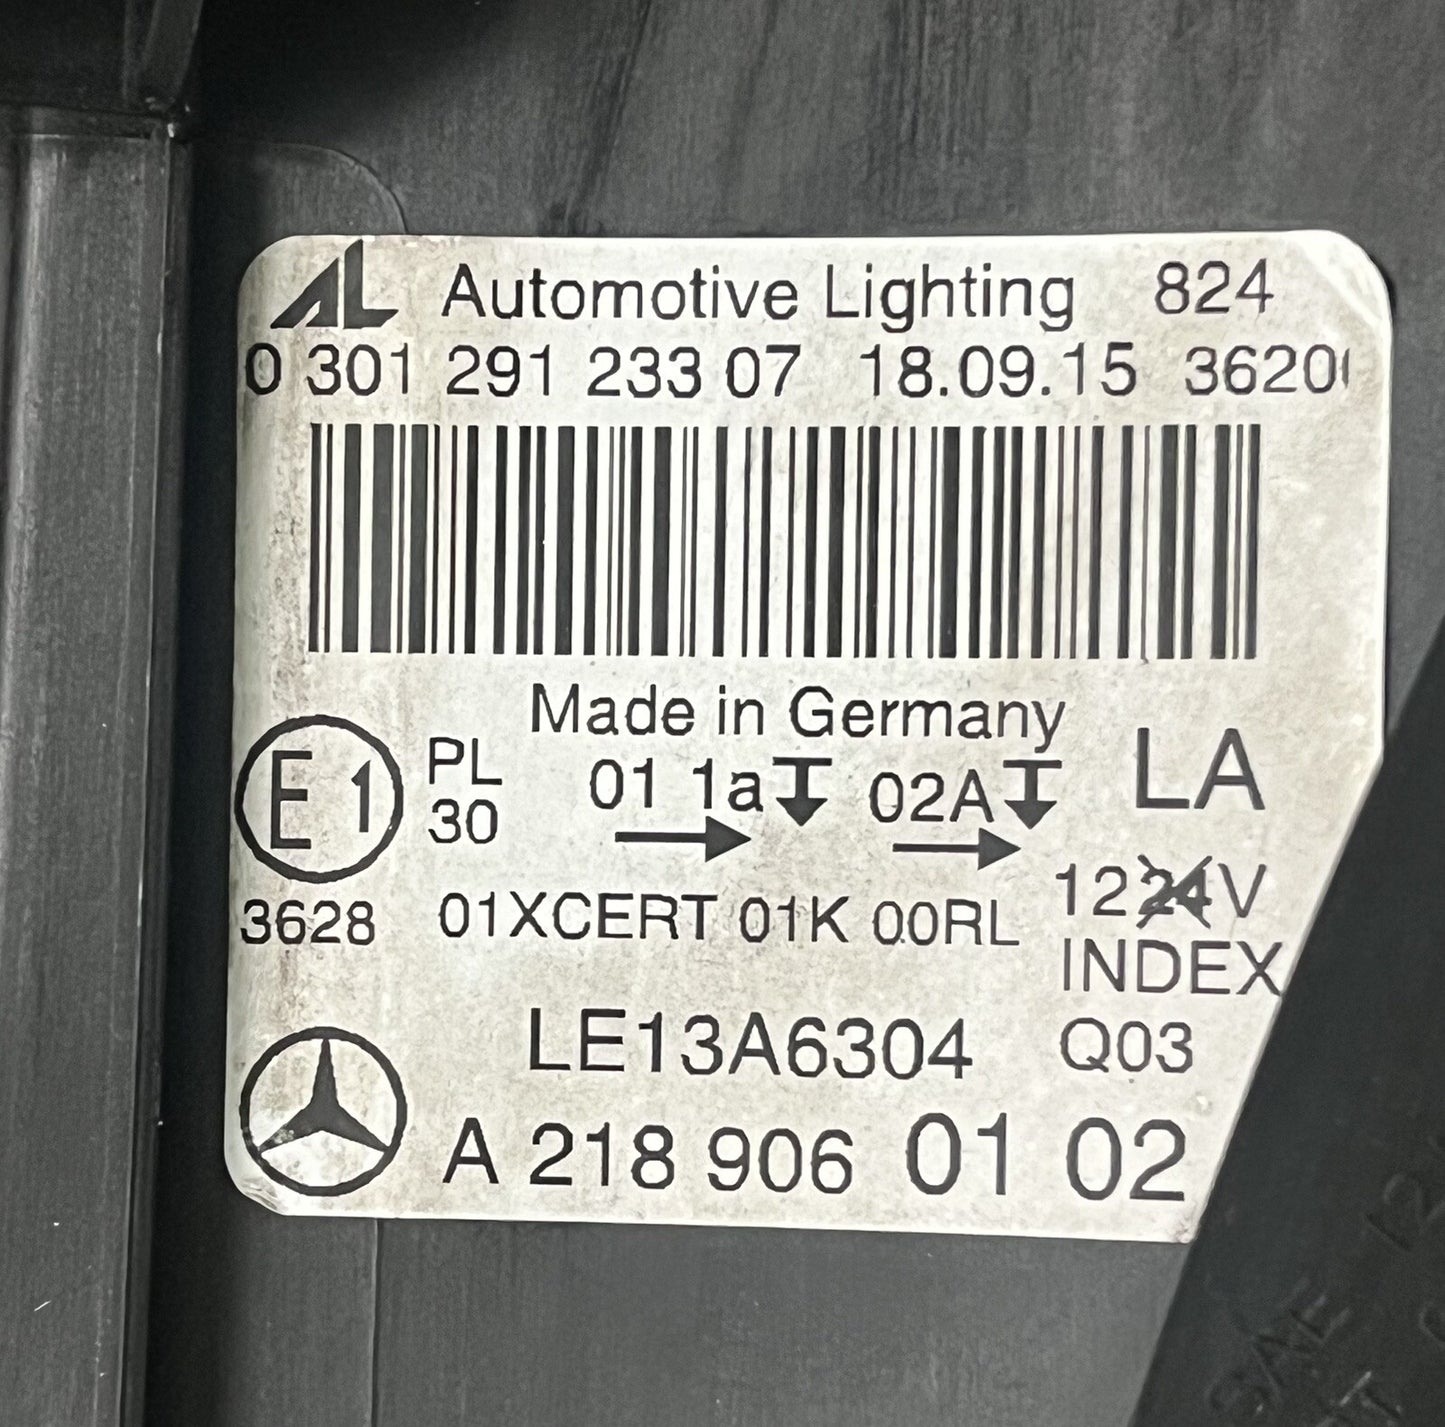 AL Automotive Lighting 824
0 301 291 233 07 18.09.15 3620
Made in Germany
E1 PL 30 01 1a 02A LA
3628 01XCERT 01K 00RL 1224V
INDEX
LE13A6304 Q03
A 218 906 01 02
SAE